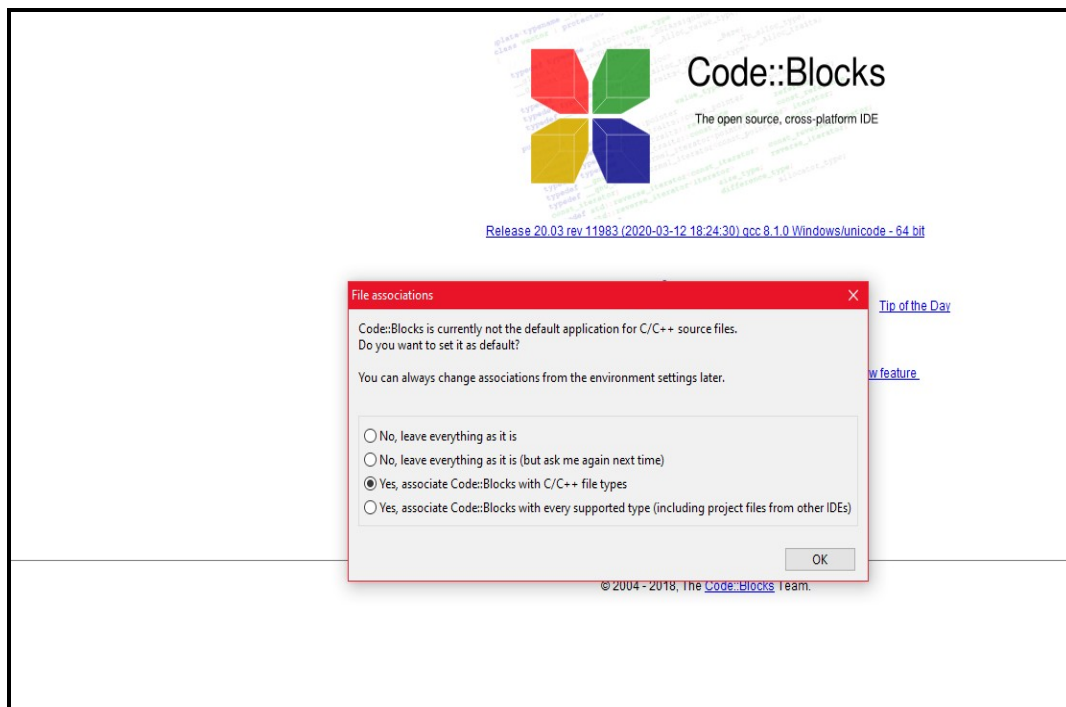 Code::Blocks
The open source, cross-platform IDE
Release 20.03 rev 11983 (2020-03-12 18:24:30) gcc 8.1.0 Windows/unicode - 64 bit
File associations
Tip of the Day
Code::Blocks is currently not the default application for C/C++ source files.
Do you want to set it as default?
You can always change associations from the environment settings later.
w feature
No, leave everything as it is
No, leave everything as it is (but ask me again next time)
Yes, associate Code::Blocks with C/C++ file types
Yes, associate Code::Blocks with every supported type (including project files from other IDEs)
OK
© 2004 - 2018, The Code::Blocks Team.